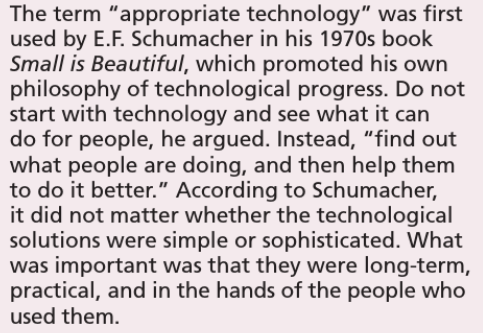 The term “appropriate technology” was first
used by E.F. Schumacher in his 1970s book
Small is Beautiful, which promoted his own
philosophy of technological progress. Do not
start with technology and see what it can
do for people, he argued. Instead, “find out
what people are doing, and then help them
to do it better.” According to Schumacher,
it did not matter whether the technological
solutions were simple or sophisticated. What
was important was that they were long-term,
practical, and in the hands of the people who
used them.